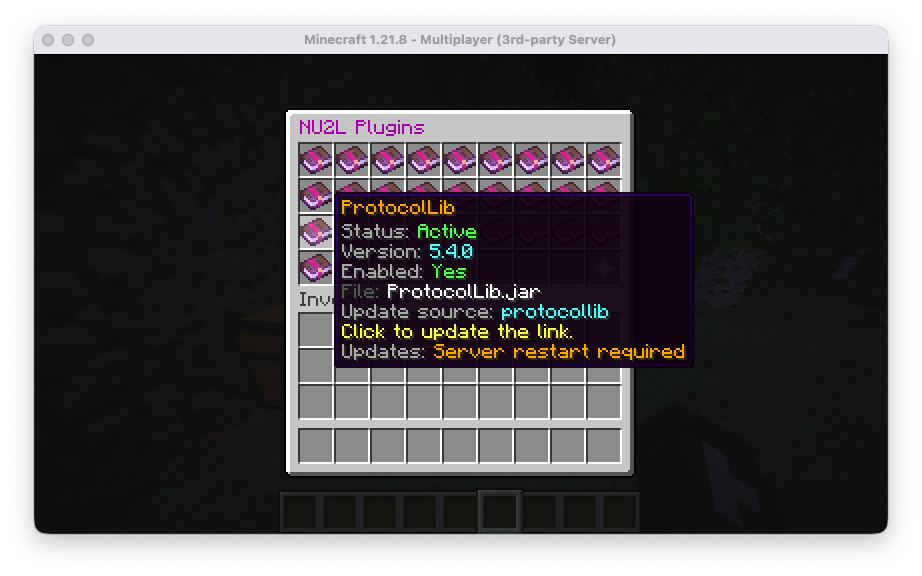 Minecraft 1.21.8 - Multiplayer (3rd-party Server)
NU2L Plugins
ProtocolLib
Status: Active
Version: 5.4.0
Enabled: Yes
File: ProtocolLib.jar
Inv
Update source: protocollib
Click to update the link.
Updates: Server restart required